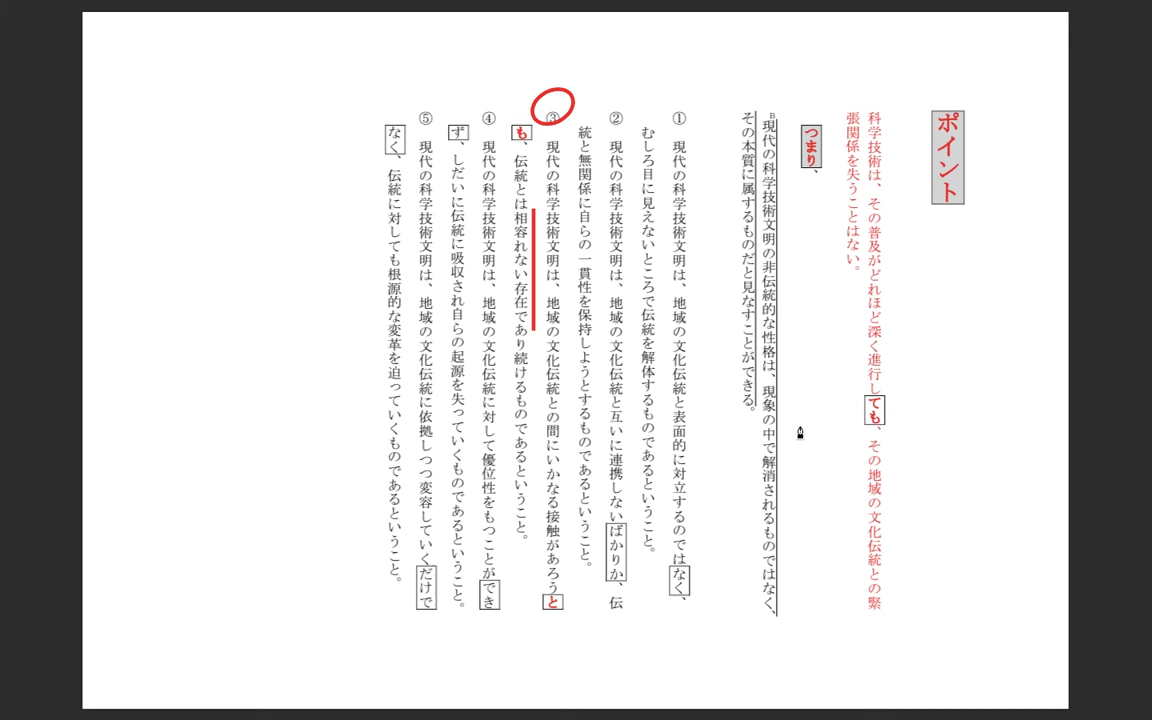 ポイント
科学技術は、その普及がどれほど深く進行しても、その地域の文化伝統との緊
張関係を失うことはない。
つまり、
B現代の科学技術文明の非伝統的な性格は、現象の中で解消されるものではなく、
その本質に属するものだと見なすことができる。
① 現代の科学技術文明は、地域の文化伝統と表面的に対立するのではなく、
むしろ目に見えないところで伝統を解体するものであるということ。
② 現代の科学技術文明は、地域の文化伝統と互いに連携しないばかりか、伝
統と無関係に自らの一貫性を保持しようとするものであるということ。
③ 現代の科学技術文明は、地域の文化伝統との間にいかなる接触があろうと
も、伝統とは相容れない存在であり続けるものであるということ。
④ 現代の科学技術文明は、地域の文化伝統に対して優位性をもつことができ
ず、しだいに伝統に吸収され自らの起源を失っていくものであるということ。
⑤ 現代の科学技術文明は、地域の文化伝統に依拠しつつ変容していくだけで
なく、伝統に対しても根源的な変革を迫っていくものであるということ。